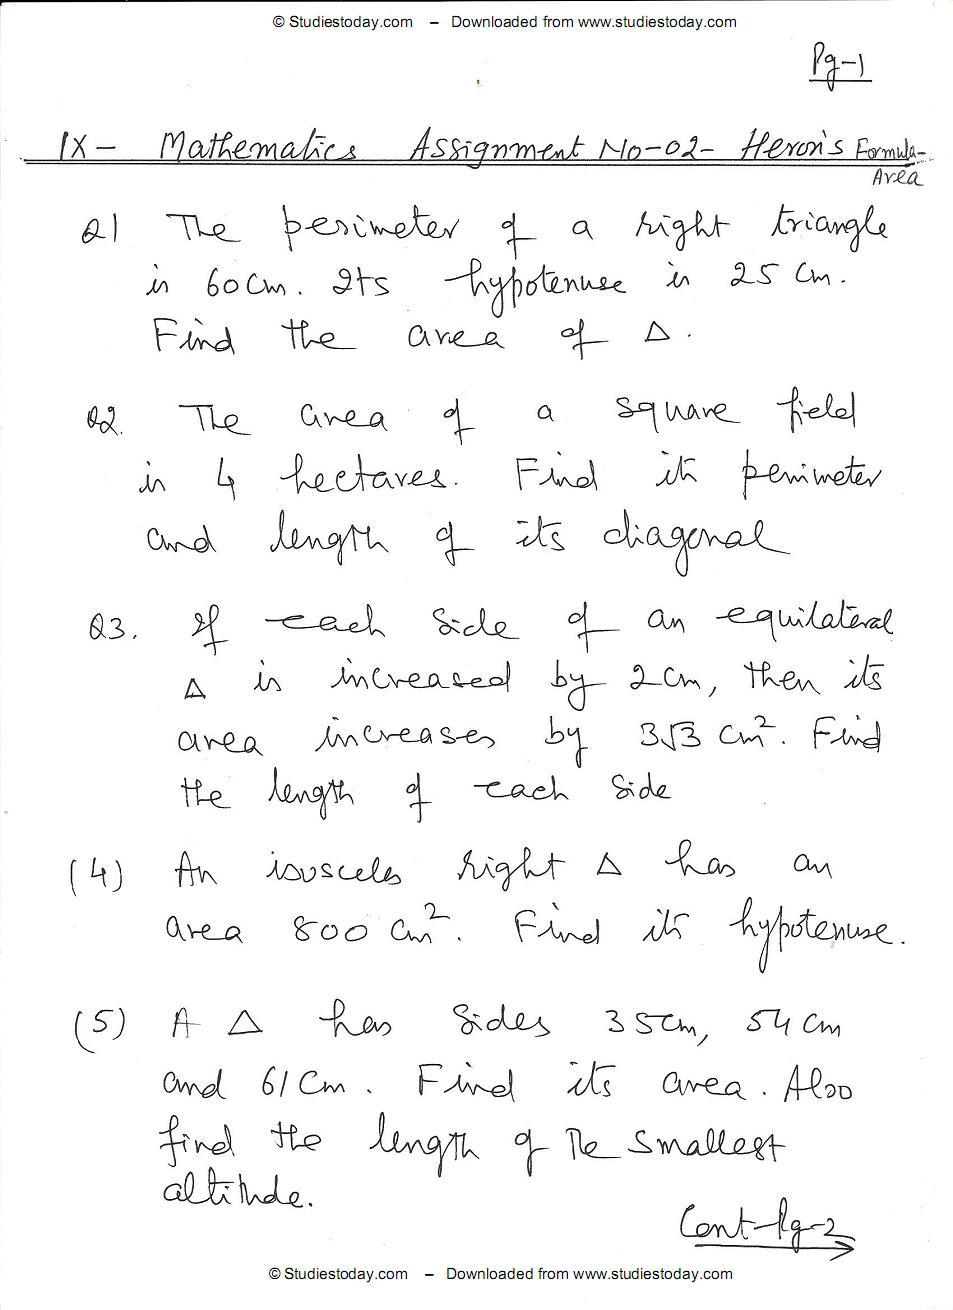 © Studiestoday.com – Downloaded from www.studiestoday.com
Pg-1
IX- Mathematics Assignment No-02- Heron's Formula-
Area
Q1 The perimeter of a right triangle
is 60cm. Its hypotenuse is 25 cm.
Find the area of Δ.
Q2. The area of a square field
is 4 hectares. Find its perimeter
and length of its diagonal
Q3. If each side of an equilateral
Δ is increased by 2cm, then its
area increases by 3√3 cm². Find
the length of each side
(4) An isosceles right Δ has an
area 800 cm². Find its hypotenuse.
(5) A Δ has sides 35cm, 54cm
and 61cm. Find its area. Also
find the length of the smallest
altitude.
Cont-Pg-2
© Studiestoday.com – Downloaded from www.studiestoday.com